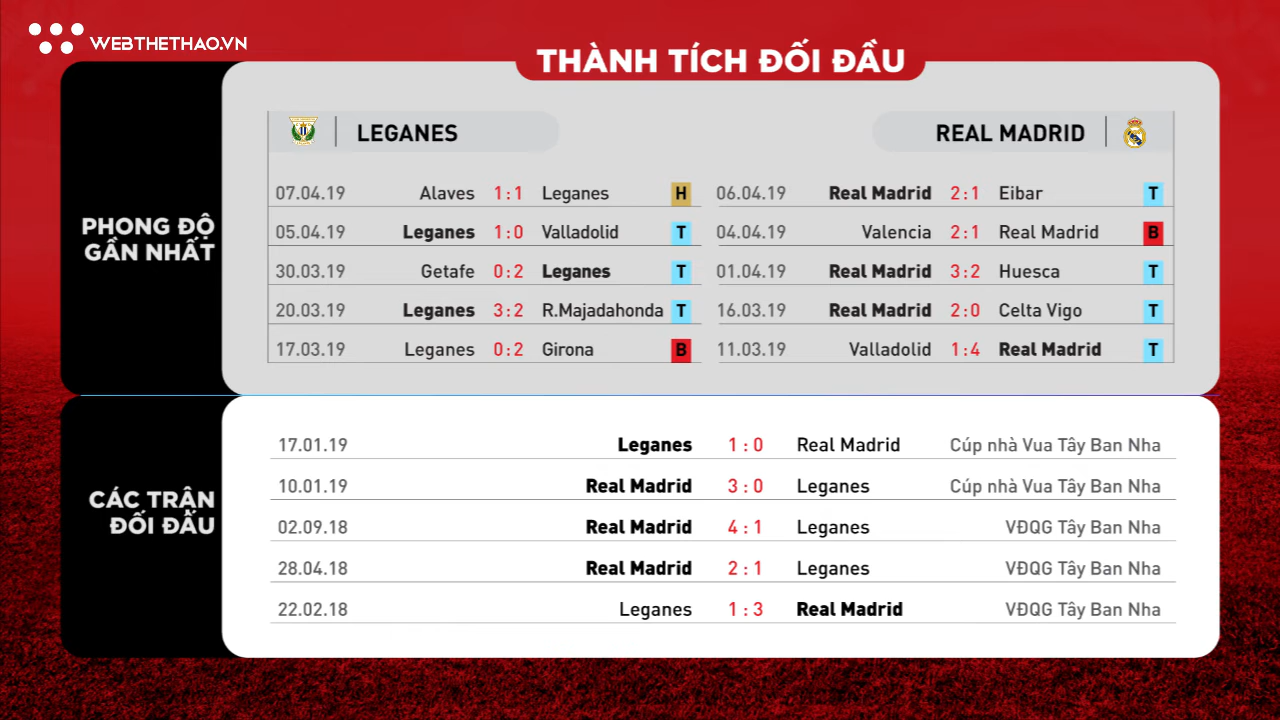 WEBTHETHAO.VN
THÀNH TÍCH ĐỐI ĐẦU
LEGANES
REAL MADRID
PHONG ĐỘ
GẦN NHẤT
07.04.19 Alaves 1:1 Leganes H 06.04.19 Real Madrid 2:1 Eibar T
05.04.19 Leganes 1:0 Valladolid T 04.04.19 Valencia 2:1 Real Madrid B
30.03.19 Getafe 0:2 Leganes T 01.04.19 Real Madrid 3:2 Huesca T
20.03.19 Leganes 3:2 R.Majadahonda T 16.03.19 Real Madrid 2:0 Celta Vigo T
17.03.19 Leganes 0:2 Girona B 11.03.19 Valladolid 1:4 Real Madrid T
CÁC TRẬN
ĐỐI ĐẤU
17.01.19 Leganes 1:0 Real Madrid Cúp nhà Vua Tây Ban Nha
10.01.19 Real Madrid 3:0 Leganes Cúp nhà Vua Tây Ban Nha
02.09.18 Real Madrid 4:1 Leganes VĐQG Tây Ban Nha
28.04.18 Real Madrid 2:1 Leganes VĐQG Tây Ban Nha
22.02.18 Leganes 1:3 Real Madrid VĐQG Tây Ban Nha